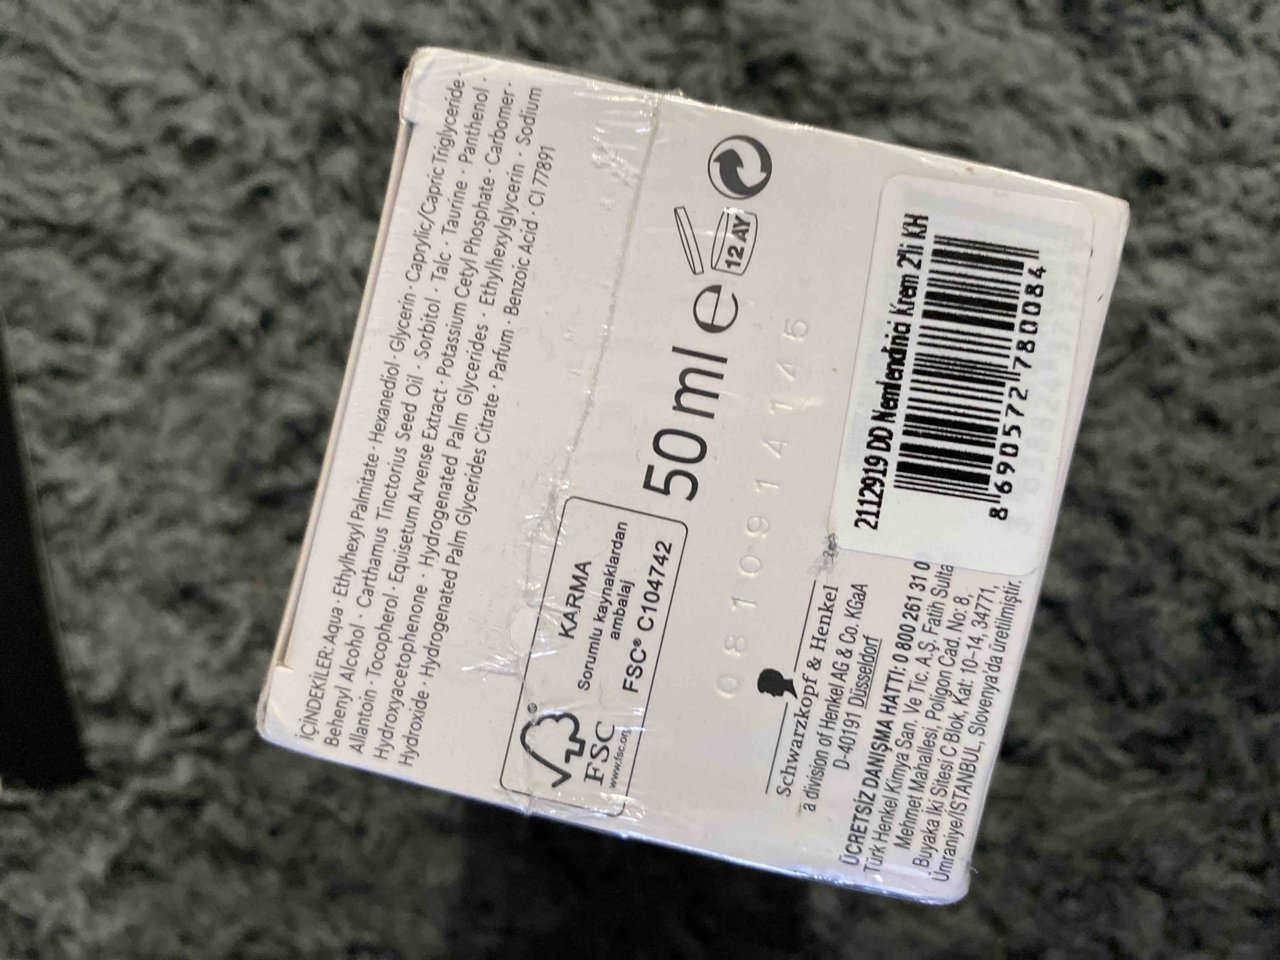 İÇİNDEKİLER: Aqua · Ethylhexyl Palmitate · Hexanediol · Glycerin · Caprylic/Capric Triglyceride ·
Behenyl Alcohol · Carthamus Tinctorius Seed Oil · Sorbitol · Talc · Taurine · Panthenol ·
Allantoin · Tocopherol · Equisetum Arvense Extract · Potassium Cetyl Phosphate · Carbomer ·
Hydroxyacetophenone · Hydrogenated Palm Glycerides · Ethylhexylglycerin · Sodium
Hydroxide · Hydrogenated Palm Glycerides Citrate · Parfum · Benzoic Acid · CI 77891
FSC®
www.fsc.org
KARMA
Sorumlu kaynaklardan
ambalaj
FSC® C104742
50 ml e
12 AY
0810914145
Schwarzkopf & Henkel
a division of Henkel AG & Co. KGaA
D-40191 Düsseldorf
ÜCRETSİZ DANIŞMA HATTI: 0 800 261 31 0
Türk Henkel Kimya San. Ve Tic. A.Ş. Fatih Sulta
Mehmet Mahallesi, Poligon Cad. No: 8,
Buyaka İki Sitesi C Blok, Kat: 10-14, 34771,
Ümraniye/İSTANBUL, Slovenya'da üretilmiştir.
2112919 DD Nemlendirici Krem 2'li KH
8690572780084